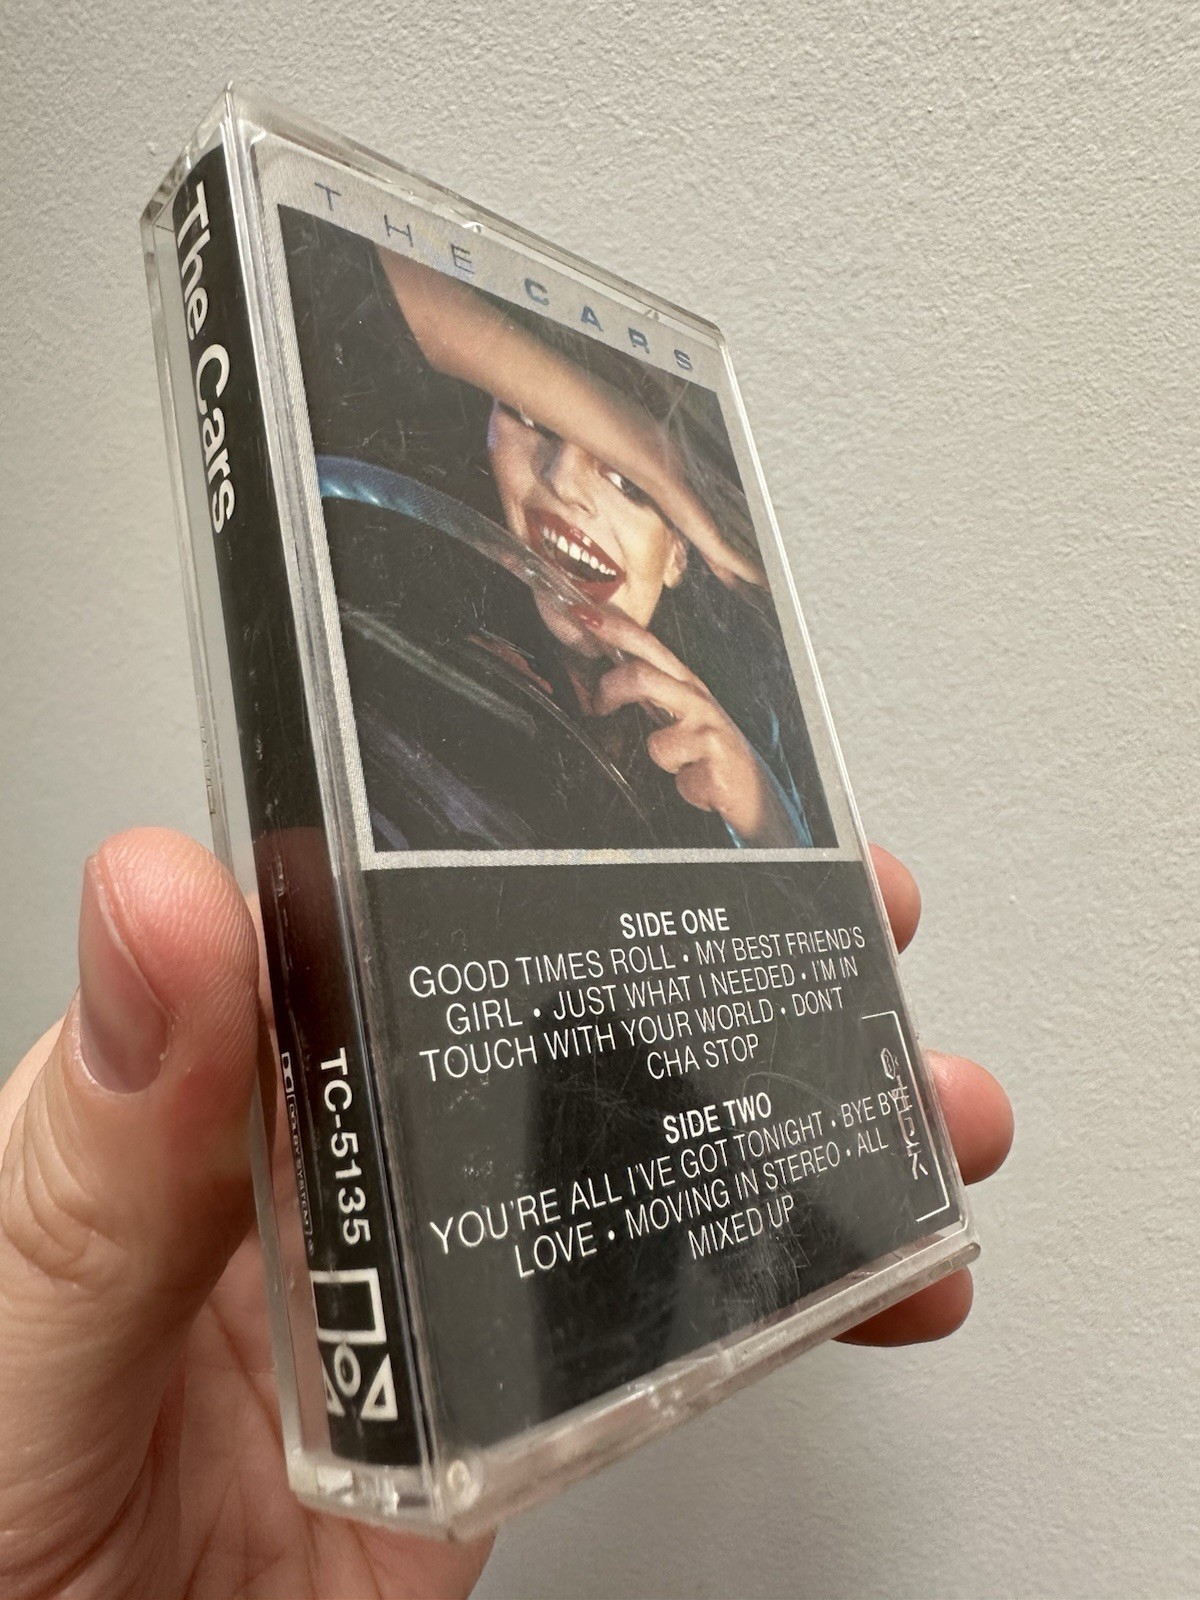 The Cars
TC-5135
DOLBY SYSTEM
THE CARS
SIDE ONE
GOOD TIMES ROLL • MY BEST FRIEND'S
GIRL • JUST WHAT I NEEDED • I'M IN
TOUCH WITH YOUR WORLD • DON'T
CHA STOP
SIDE TWO
YOU'RE ALL I'VE GOT TONIGHT • BYE BYE
LOVE • MOVING IN STEREO • ALL
MIXED UP